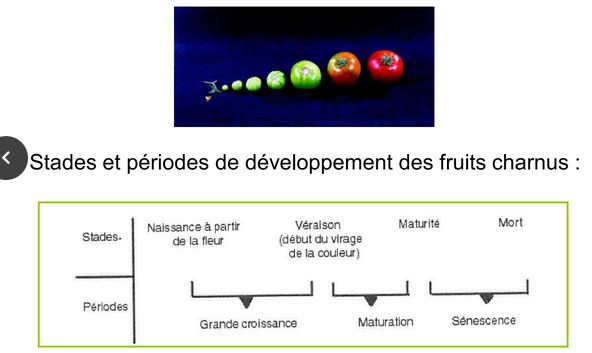 Stades et périodes de développement des fruits charnus :
Stades.
Naissance à partir
de la fleur
Véraison
(début du virage
de la couleur)
Maturité
Mort
Périodes
Grande croissance
Maturation
Sénescence